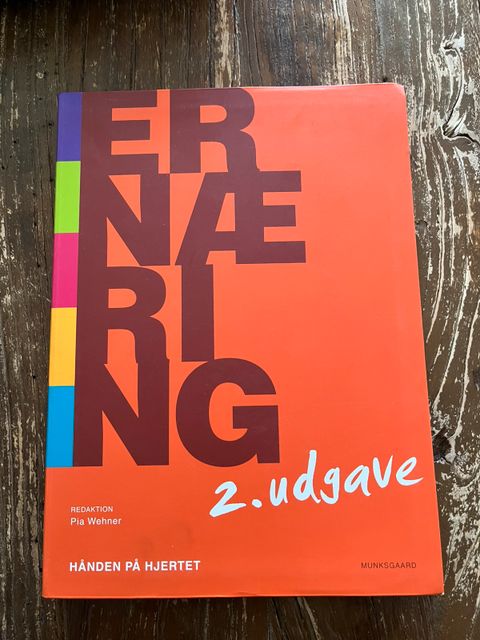 ER
NÆ
RI
NG
2. udgave
REDAKTION
Pia Wehner
HÅNDEN PÅ HJERTET
MUNKSGAARD